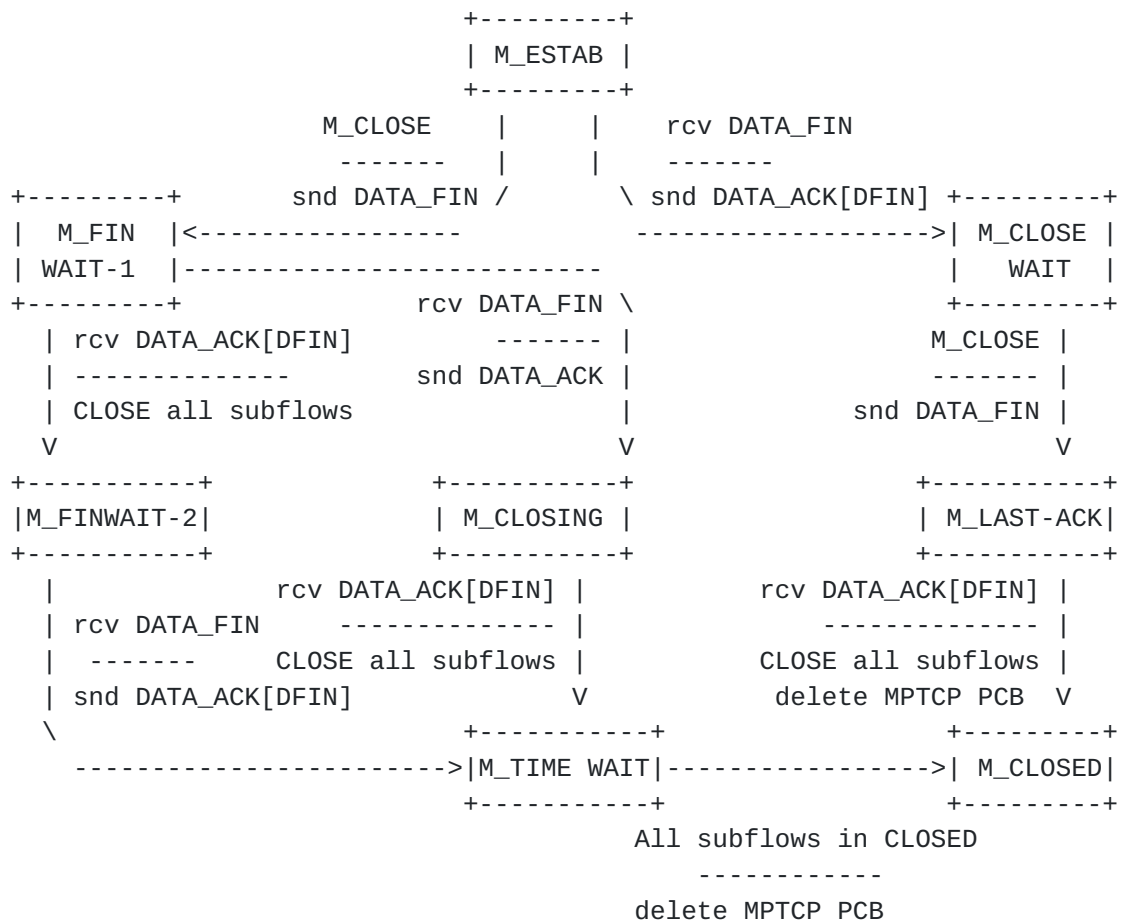 +---------+
                             | M_ESTAB |
                             +---------+
                    M_CLOSE    |     |    rcv DATA_FIN
                     -------   |     |    -------
+---------+       snd DATA_FIN /       \ snd DATA_ACK[DFIN] +---------+
|  M_FIN  |<-----------------           ------------------->| M_CLOSE |
| WAIT-1  |---------------------------                      |   WAIT  |
+---------+               rcv DATA_FIN \                    +---------+
  | rcv DATA_ACK[DFIN]         ------- |                   M_CLOSE |
  | --------------        snd DATA_ACK |                   ------- |
  | CLOSE all subflows                 |              snd DATA_FIN |
  V                                    V                           V
+-----------+              +-----------+                  +-----------+
|M_FINWAIT-2|              | M_CLOSING |                  | M_LAST-ACK|
+-----------+              +-----------+                  +-----------+
  |              rcv DATA_ACK[DFIN] |           rcv DATA_ACK[DFIN] |
  | rcv DATA_FIN     -------------- |               -------------- |
  |  -------     CLOSE all subflows |           CLOSE all subflows |
  | snd DATA_ACK[DFIN]              V            delete MPTCP PCB  V
  \                          +-----------+                  +---------+
    ------------------------>|M_TIME WAIT|----------------->| M_CLOSED|
                             +-----------+                  +---------+
                                        All subflows in CLOSED
                                            ------------
                                        delete MPTCP PCB